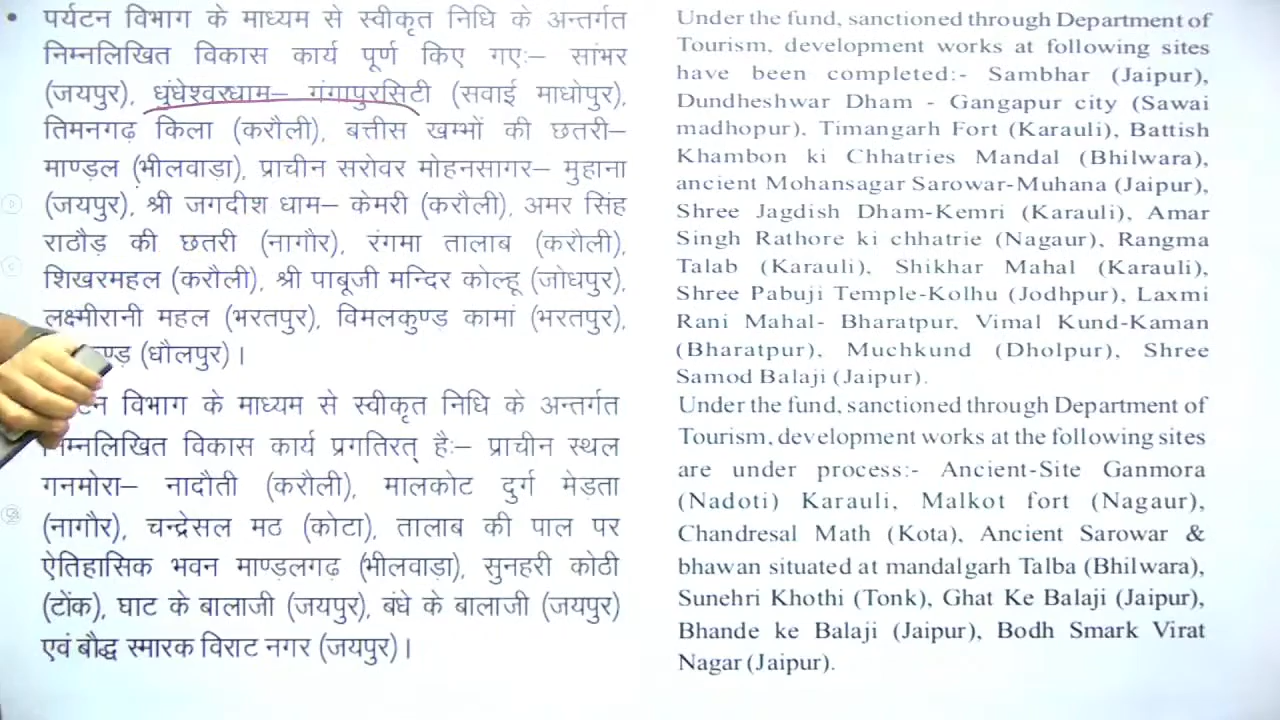 पर्यटन विभाग के माध्यम से स्वीकृत निधि के अन्तर्गत
निम्नलिखित विकास कार्य पूर्ण किए गए:– सांभर
(जयपुर), धूंधेश्वरधाम– गंगापुरसिटी (सवाई माधोपुर),
तिमनगढ़ किला (करौली), बत्तीस खम्भों की छतरी–
माण्ड़ल (भीलवाड़ा), प्राचीन सरोवर मोहनसागर– मुहाना
(जयपुर), श्री जगदीश धाम– केमरी (करौली), अमर सिंह
राठौड़ की छतरी (नागौर), रंगमा तालाब (करौली),
शिखरमहल (करौली), श्री पाबूजी मन्दिर कोल्हू (जोधपुर),
लक्ष्मीरानी महल (भरतपुर), विमलकुण्ड़ कामां (भरतपुर),
(धौलपुर)।
विभाग के माध्यम से स्वीकृत निधि के अन्तर्गत
निम्नलिखित विकास कार्य प्रगतिरत् है:– प्राचीन स्थल
गनमोरा– नादौती (करौली), मालकोट दुर्ग मेड़ता
(नागौर), चन्द्रेसल मठ (कोटा), तालाब की पाल पर
ऐतिहासिक भवन माण्ड़लगढ़ (भीलवाड़ा), सुनहरी कोठी
(टोंक), घाट के बालाजी (जयपुर), बंधे के बालाजी (जयपुर)
एवं बौद्ध स्मारक विराट नगर (जयपुर)।
Under the fund, sanctioned through Department of
Tourism, development works at following sites
have been completed:- Sambhar (Jaipur),
Dundheshwar Dham - Gangapur city (Sawai
madhopur), Timangarh Fort (Karauli), Battish
Khambon ki Chhatries Mandal (Bhilwara),
ancient Mohansagar Sarowar-Muhana (Jaipur),
Shree Jagdish Dham-Kemri (Karauli), Amar
Singh Rathore ki chhatrie (Nagaur), Rangma
Talab (Karauli), Shikhar Mahal (Karauli),
Shree Pabuji Temple-Kolhu (Jodhpur), Laxmi
Rani Mahal- Bharatpur, Vimal Kund-Kaman
(Bharatpur), Muchkund (Dholpur), Shree
Samod Balaji (Jaipur).
Under the fund, sanctioned through Department of
Tourism, development works at the following sites
are under process:- Ancient-Site Ganmora
(Nadoti) Karauli, Malkot fort (Nagaur),
Chandresal Math (Kota), Ancient Sarowar &
bhawan situated at mandalgarh Talba (Bhilwara),
Sunehri Khothi (Tonk), Ghat Ke Balaji (Jaipur),
Bhande ke Balaji (Jaipur), Bodh Smark Virat
Nagar (Jaipur).